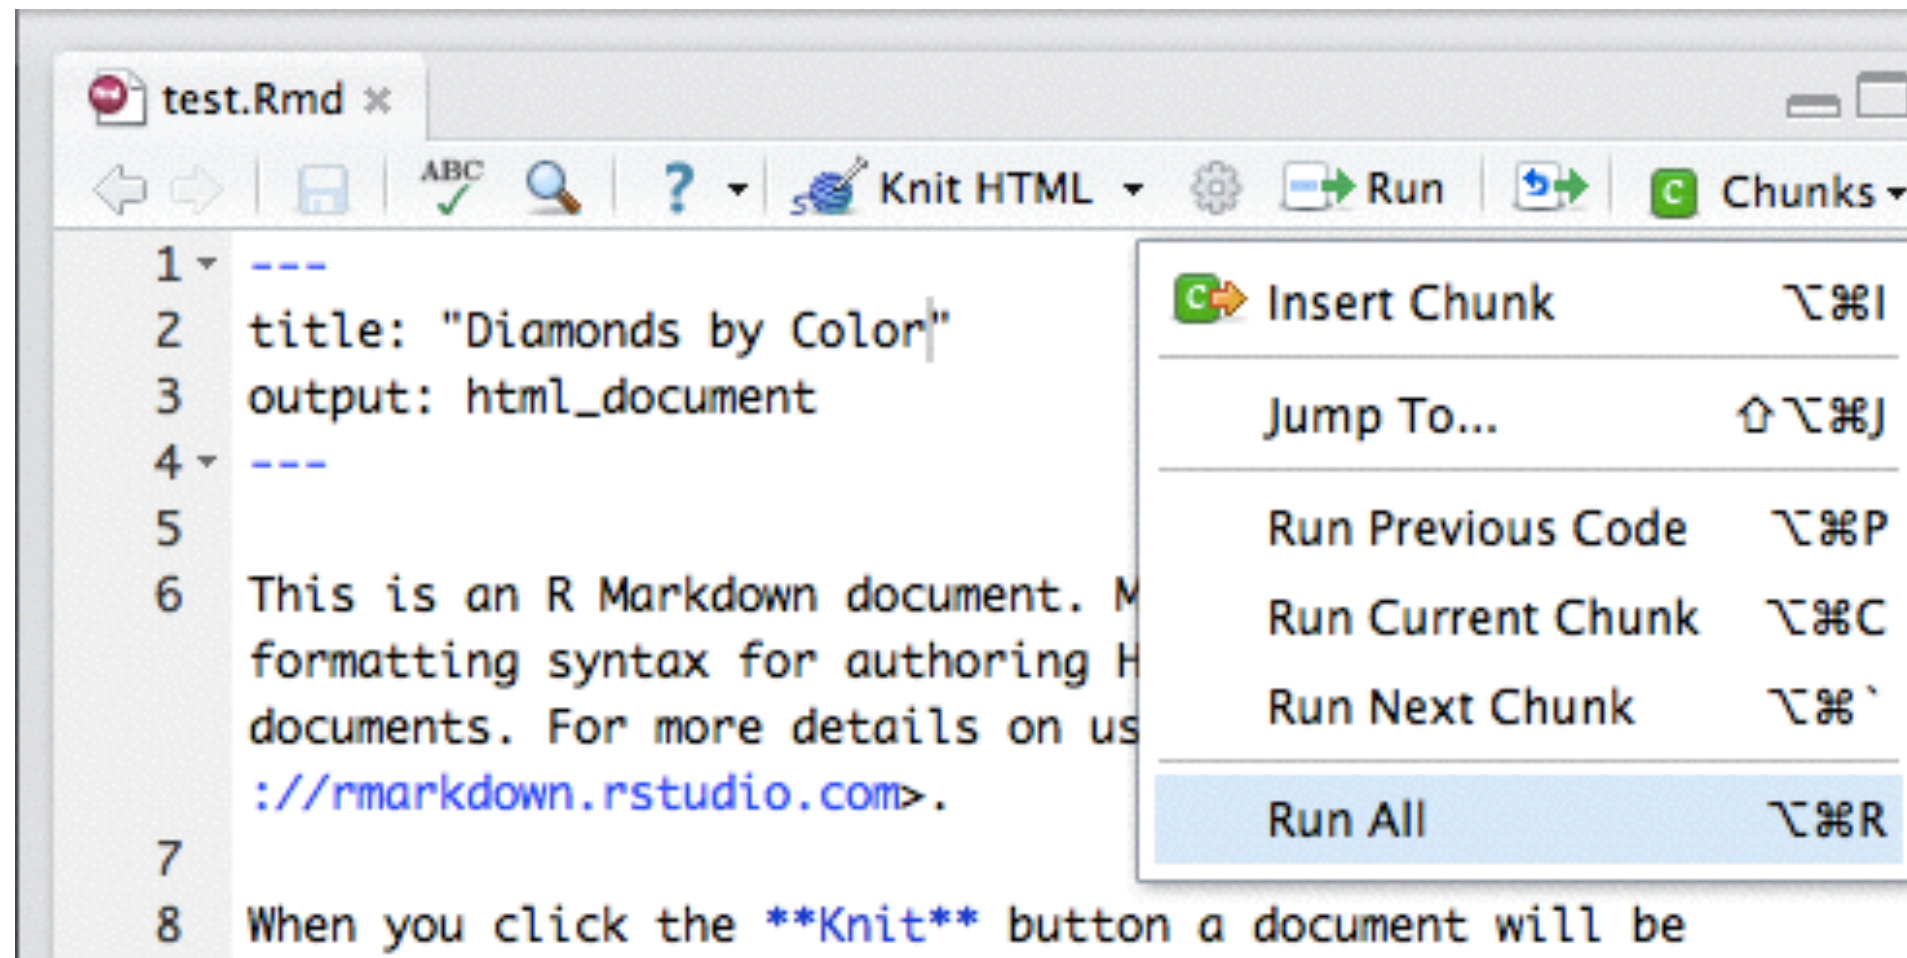 test.Rmd
ABC
? Knit HTML Run C Chunks
1 ---
2 title: "Diamonds by Color"
3 output: html_document
4 ---
5
6 This is an R Markdown document. M
formatting syntax for authoring H
documents. For more details on us
://rmarkdown.rstudio.com>.
7
8 When you click the **Knit** button a document will be
C Insert Chunk ⌥⌘I
Jump To... ⇧⌥⌘J
Run Previous Code ⌥⌘P
Run Current Chunk ⌥⌘C
Run Next Chunk ⌥⌘`
Run All ⌥⌘R